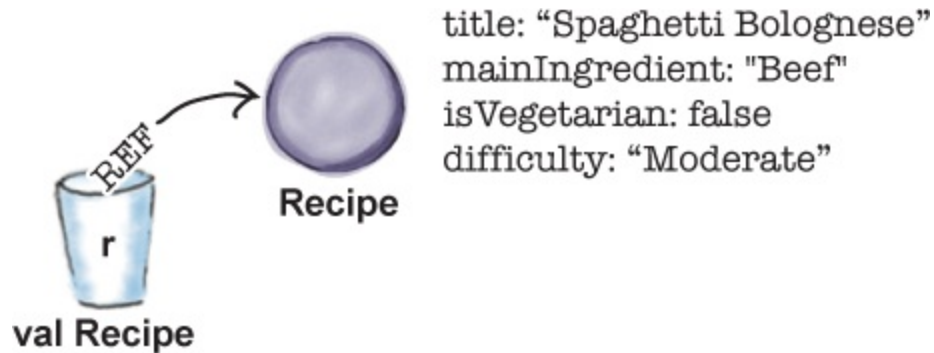 title: “Spaghetti Bolognese”
mainIngredient: "Beef"
isVegetarian: false
difficulty: “Moderate”
REF
Recipe
r
val Recipe